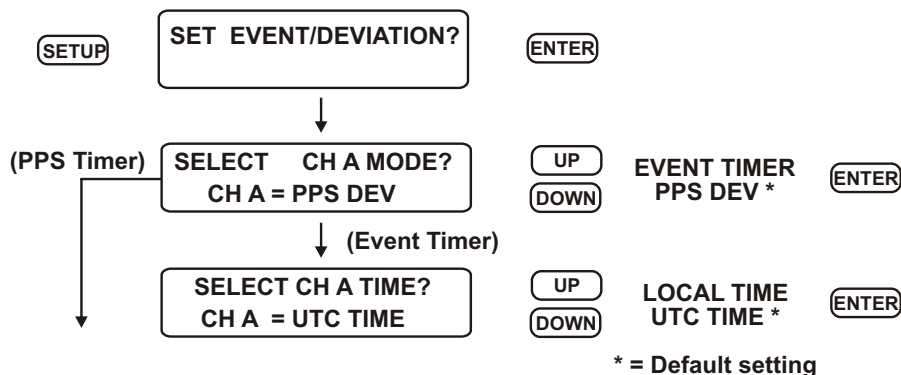 SETUP
SET EVENT/DEVIATION?
ENTER
(PPS Timer)
SELECT CH A MODE?
CH A = PPS DEV
UP
DOWN
EVENT TIMER
PPS DEV *
ENTER
(Event Timer)
SELECT CH A TIME?
CH A = UTC TIME
UP
DOWN
LOCAL TIME
UTC TIME *
ENTER
* = Default setting